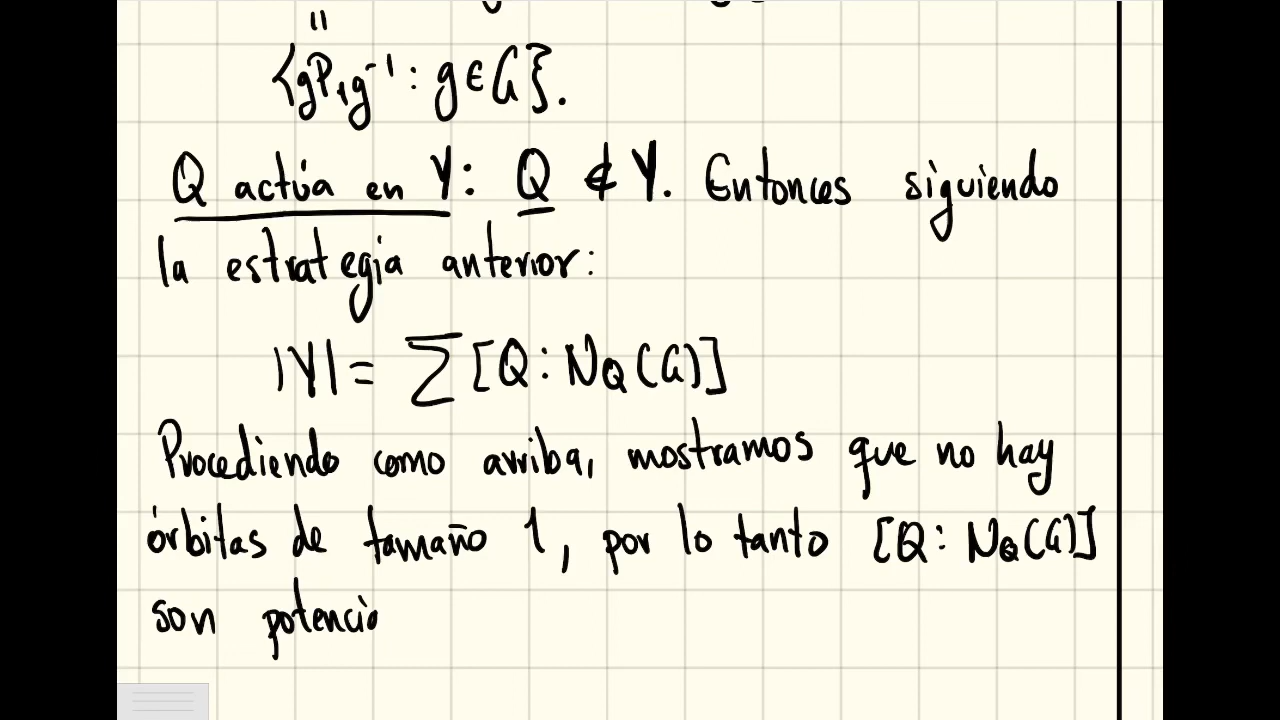 "
{gP₁g⁻¹ : g ∈ G}.
Q actúa en Y: Q ∉ Y. Entonces siguiendo
la estrategia anterior:
|Y| = ∑ [Q : N_Q(G)]
Procediendo como arriba, mostramos que no hay
órbitas de tamaño 1, por lo tanto [Q : N_Q(G)]
son potencia